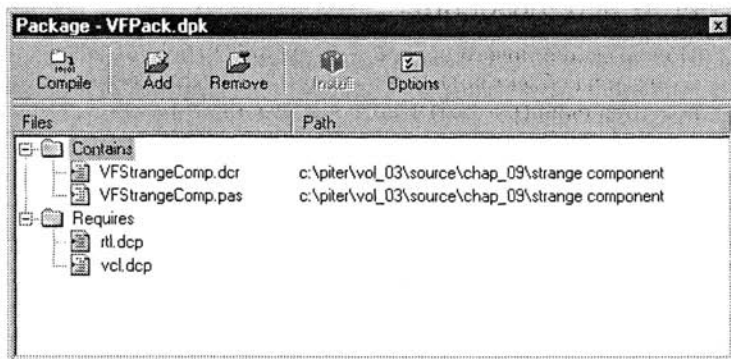 Package - VFPack.dpk
Compile Add Remove Install Options
Files Path
Contains
VFStrangeComp.dcr c:\piter\vol_03\source\chap_09\strange component
VFStrangeComp.pas c:\piter\vol_03\source\chap_09\strange component
Requires
rtl.dcp
vcl.dcp